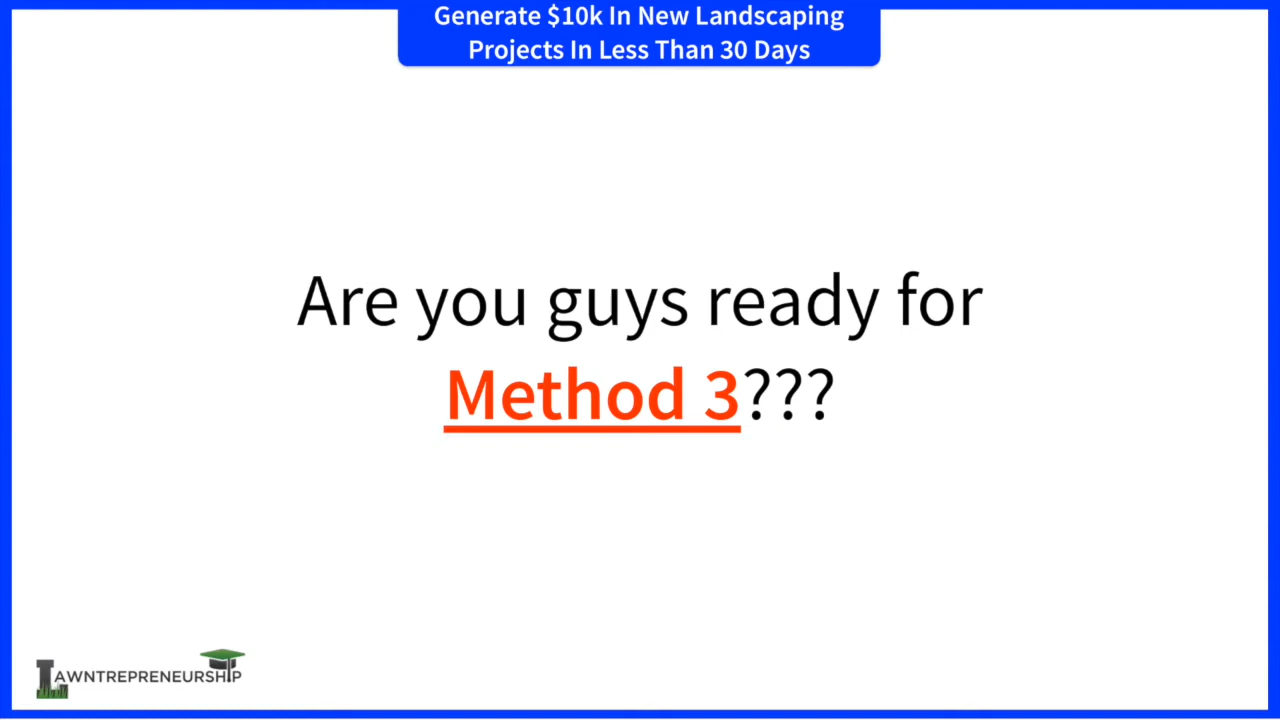 Generate $10k In New Landscaping
Projects In Less Than 30 Days
Are you guys ready for
Method 3???
LAWNTREPRENEURSHIP